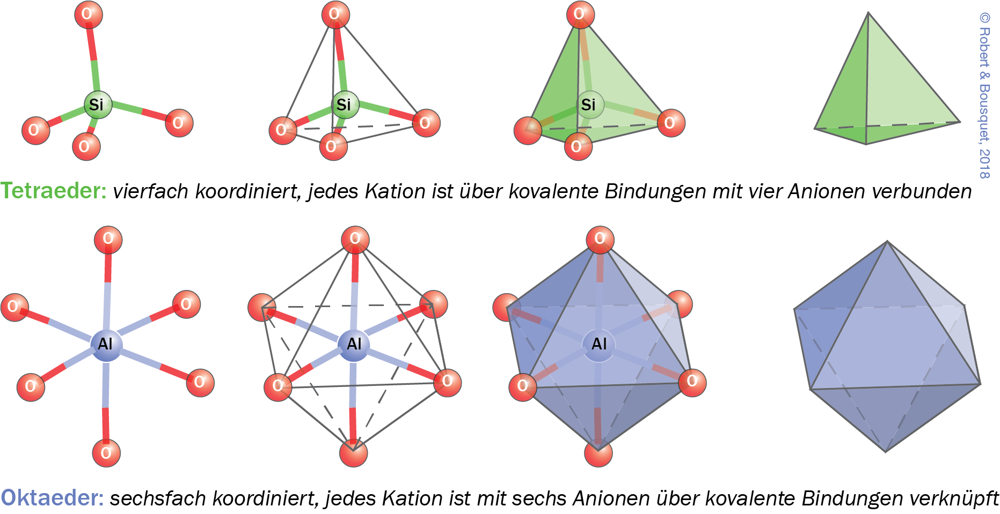 O O O
Si Si Si
O O O O O
O O O
© Robert & Bousquet, 2018
Tetraeder: vierfach koordiniert, jedes Kation ist über kovalente Bindungen mit vier Anionen verbunden
O O O
O O
Al Al Al
O O O O O O
O
Oktaeder: sechsfach koordiniert, jedes Kation ist mit sechs Anionen über kovalente Bindungen verknüpft